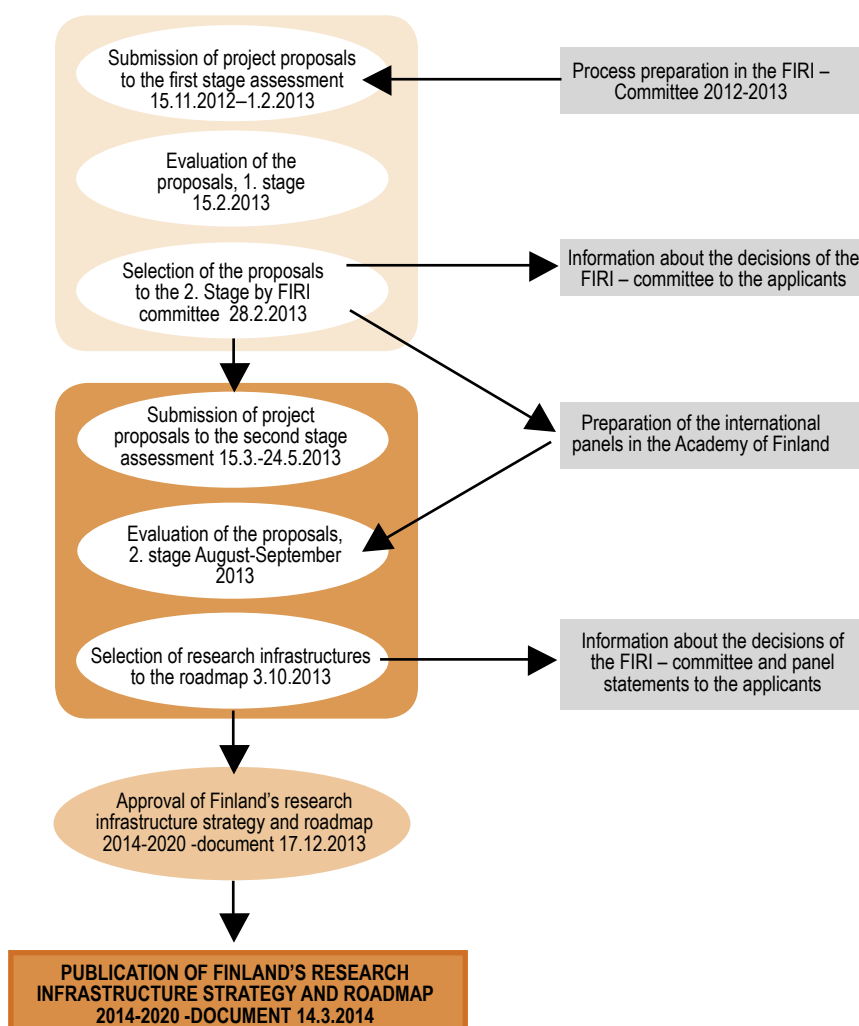 Submission of project proposals
to the first stage assessment
15.11.2012–1.2.2013
Process preparation in the FIRI –
Committee 2012-2013
Evaluation of the
proposals, 1. stage
15.2.2013
Selection of the proposals
to the 2. Stage by FIRI
committee 28.2.2013
Information about the decisions of the
FIRI – committee to the applicants
Submission of project
proposals to the second stage
assessment 15.3.-24.5.2013
Preparation of the international
panels in the Academy of Finland
Evaluation of the proposals,
2. stage August-September
2013
Selection of research infrastructures
to the roadmap 3.10.2013
Information about the decisions of
the FIRI – committee and panel
statements to the applicants
Approval of Finland's research
infrastructure strategy and roadmap
2014-2020 -document 17.12.2013
PUBLICATION OF FINLAND'S RESEARCH
INFRASTRUCTURE STRATEGY AND ROADMAP
2014-2020 -DOCUMENT 14.3.2014